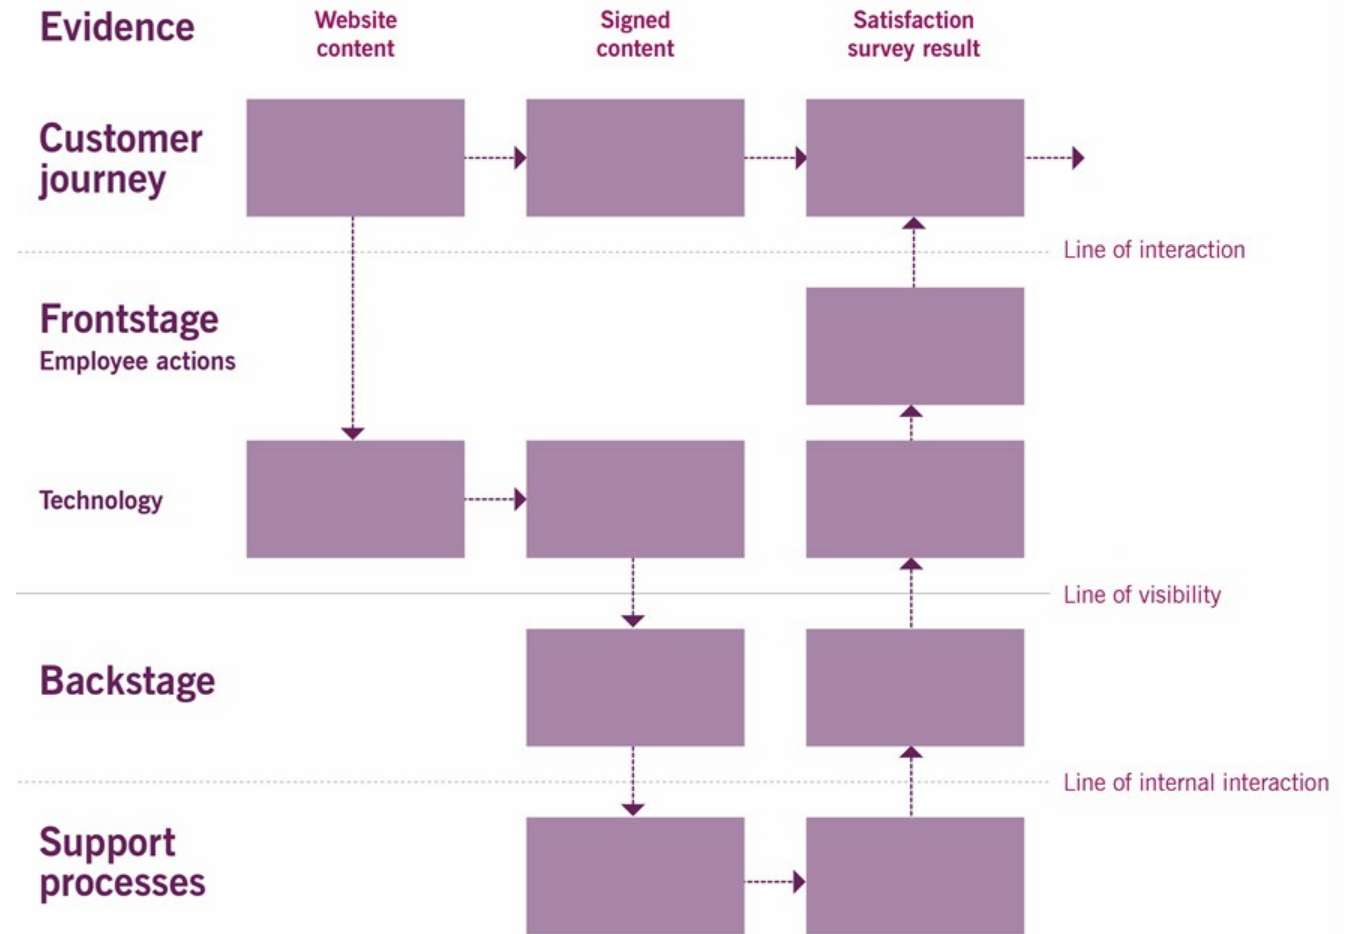 Evidence
Website
content
Signed
content
Satisfaction
survey result
Customer
journey
Line of interaction
Frontstage
Employee actions
Technology
Line of visibility
Backstage
Line of internal interaction
Support
processes